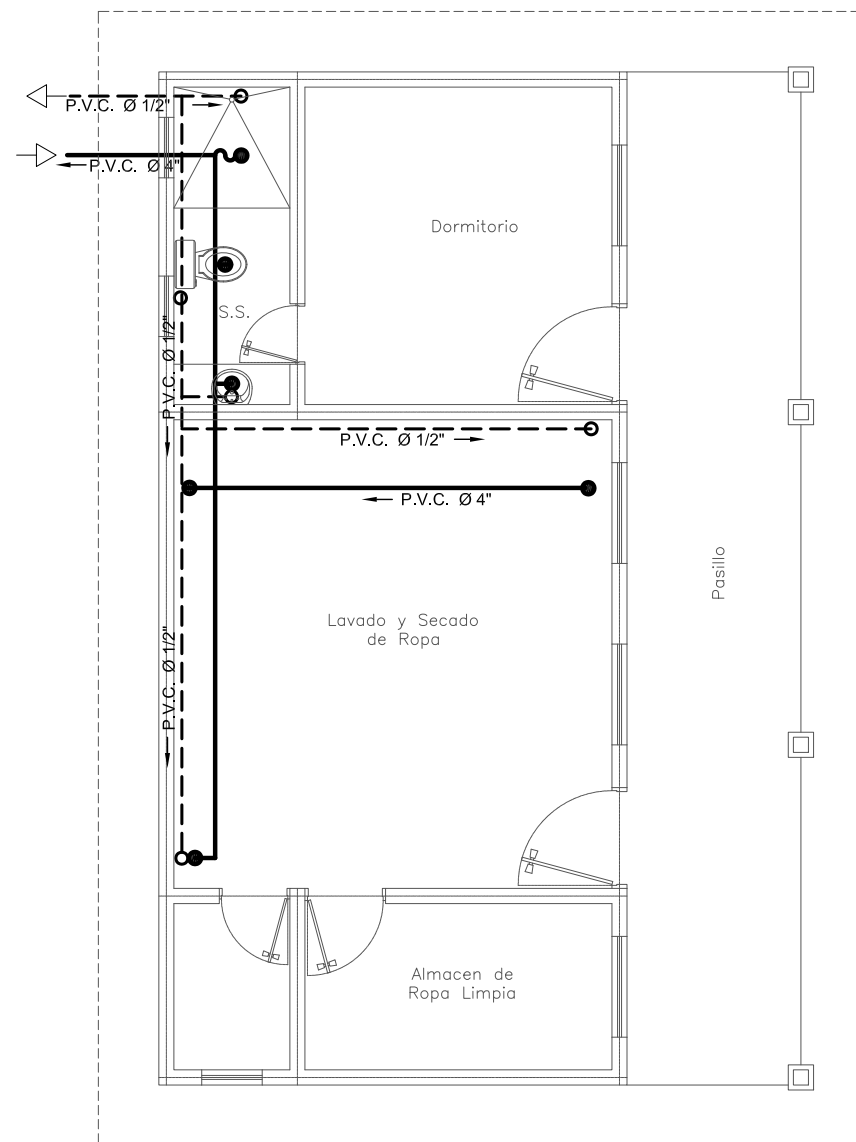 P.V.C. Ø 1/2"
P.V.C. Ø 4"
Dormitorio
S.S.
P.V.C. Ø 1/2"
P.V.C. Ø 1/2"
P.V.C. Ø 4"
Pasillo
Lavado y Secado
de Ropa
P.V.C. Ø 1/2"
Almacen de
Ropa Limpia